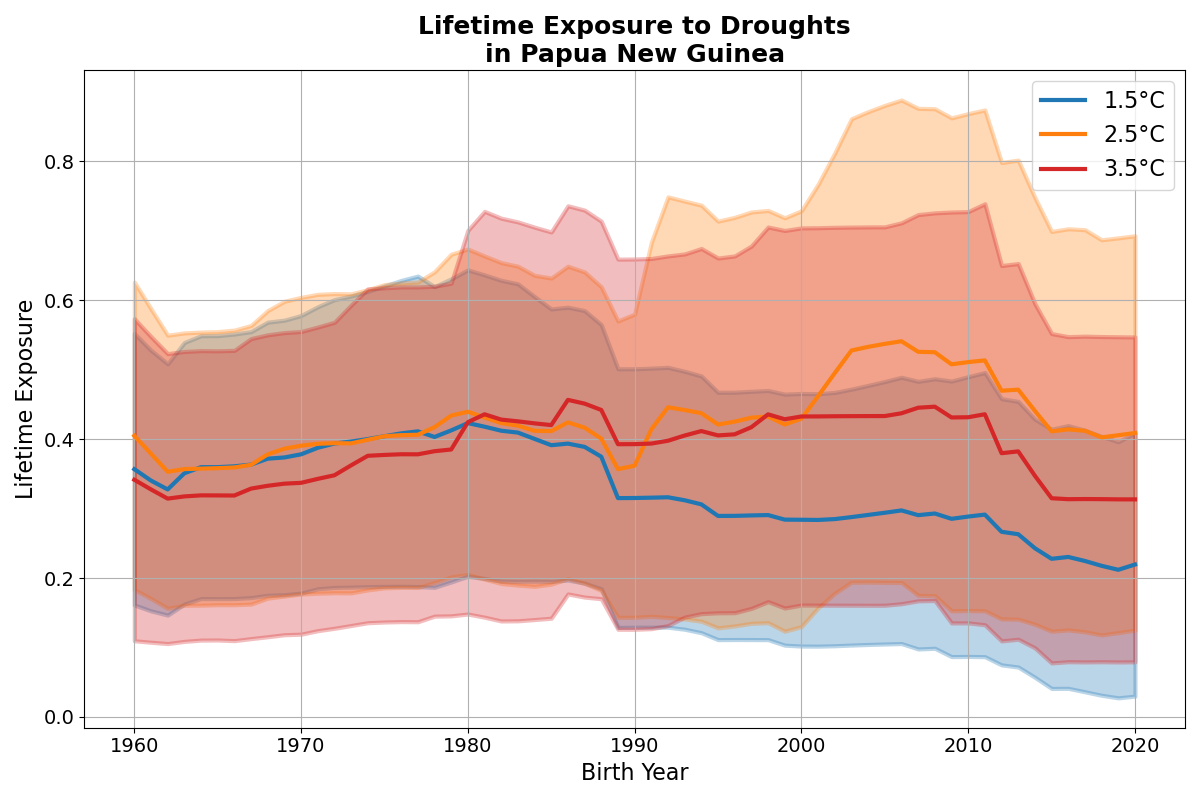 Lifetime Exposure to Droughts
in Papua New Guinea
1.5°C
2.5°C
3.5°C
Lifetime Exposure
0.8
0.6
0.4
0.2
0.0
1960 1970 1980 1990 2000 2010 2020
Birth Year